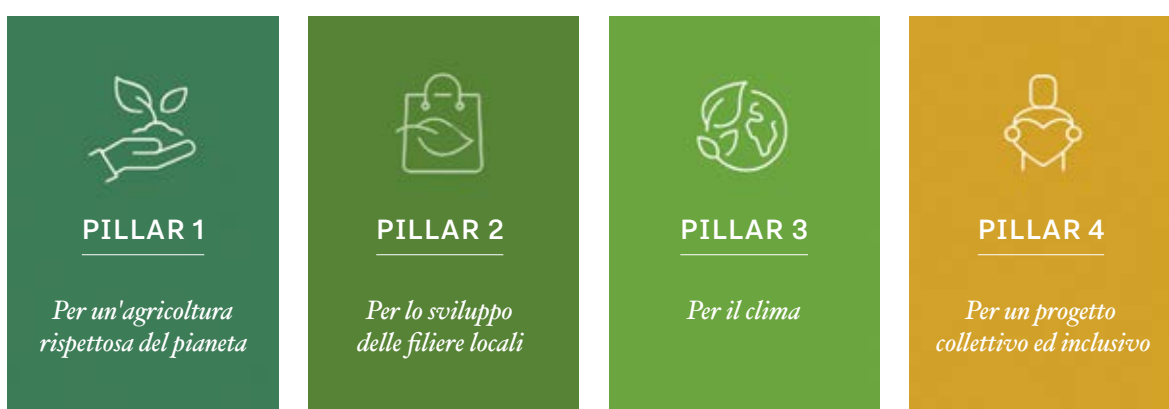 PILLAR 1
Per un'agricoltura
rispettosa del pianeta
PILLAR 2
Per lo sviluppo
delle filiere locali
PILLAR 3
Per il clima
PILLAR 4
Per un progetto
collettivo ed inclusivo